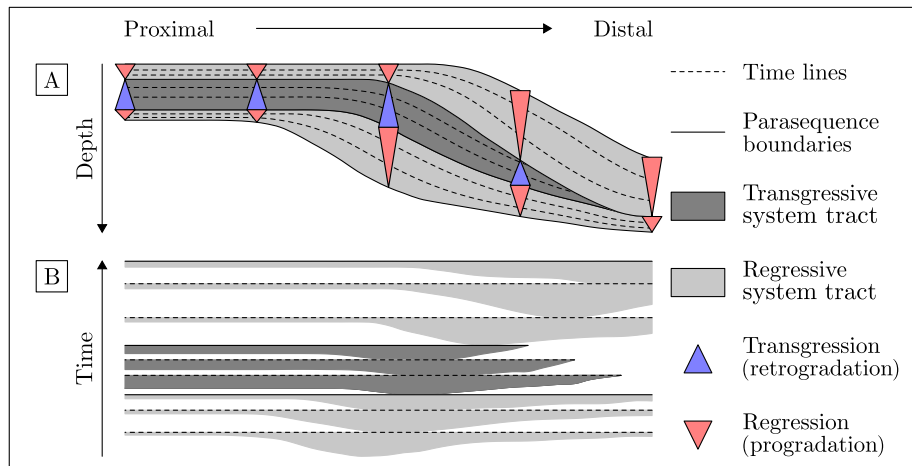 Proximal
Distal
A
Depth
B
Time
Time lines
Parasequence
boundaries
Transgressive
system tract
Regressive
system tract
Transgression
(retrogradation)
Regression
(progradation)